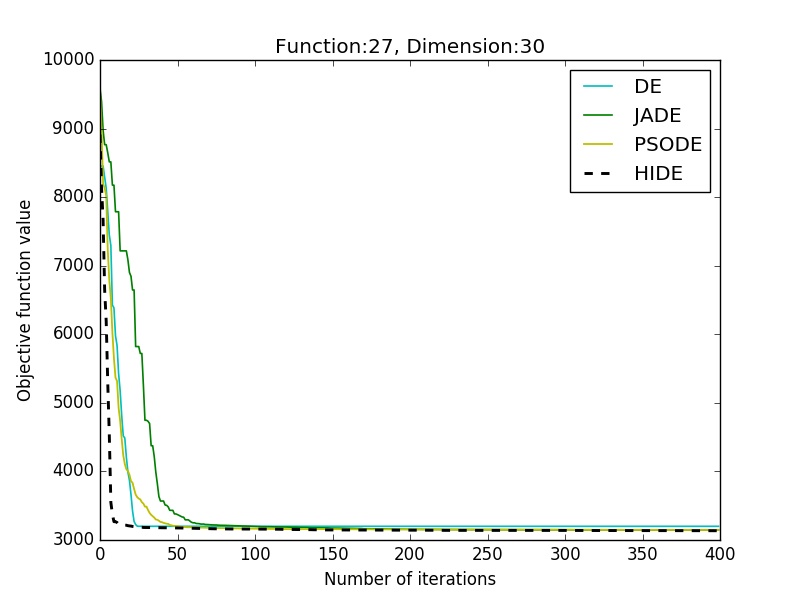 Function:27, Dimension:30
10000
9000
8000
7000
6000
5000
4000
3000
Objective function value
DE
JADE
PSODE
HIDE
0 50 100 150 200 250 300 350 400
Number of iterations